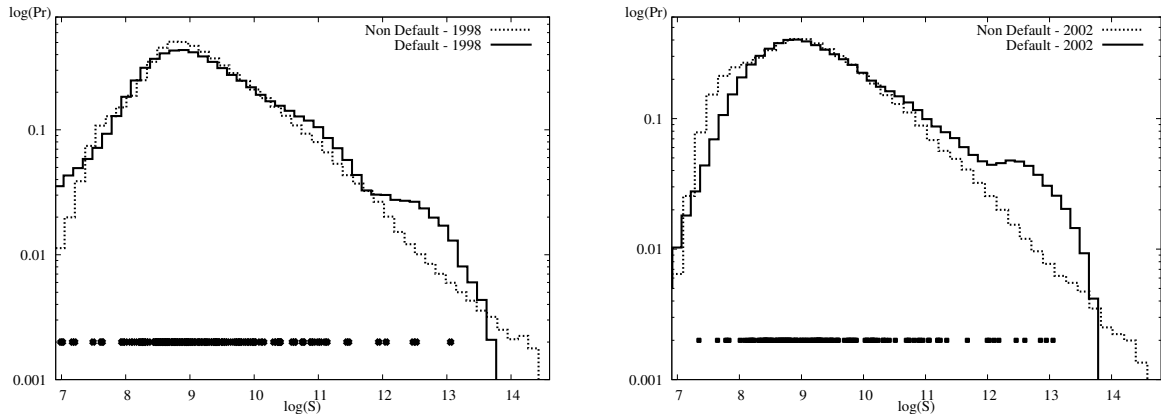 log(Pr)
Non Default - 1998
Default - 1998
0.1
0.01
0.001
7 8 9 10 11 12 13 14
log(S)
log(Pr)
Non Default - 2002
Default - 2002
0.1
0.01
0.001
7 8 9 10 11 12 13 14
log(S)